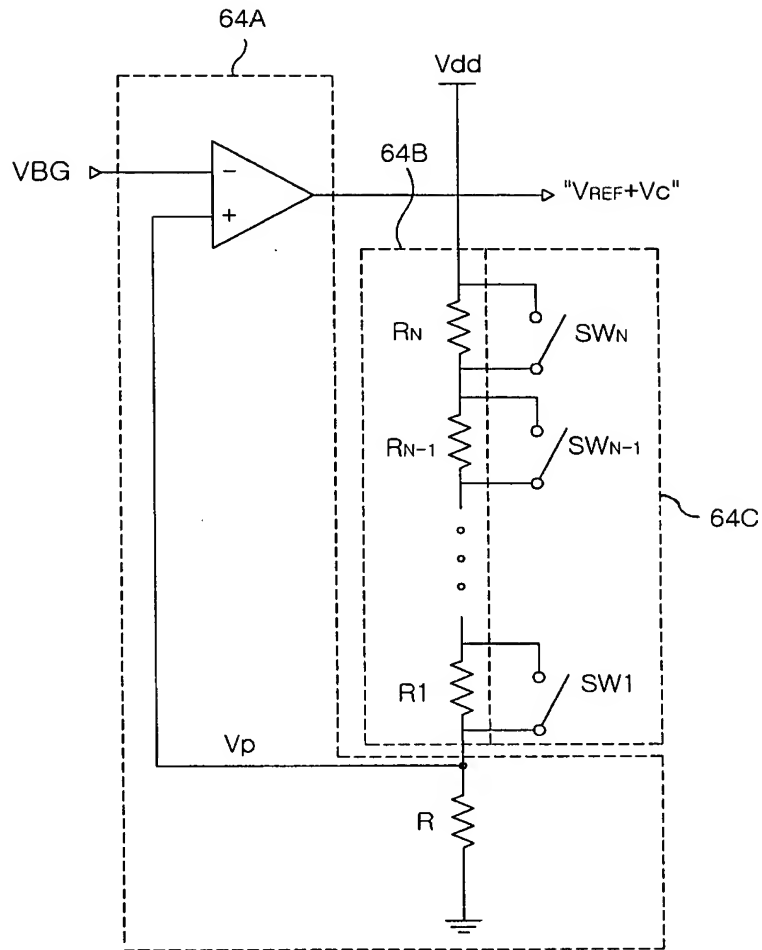 64A
Vdd
64B
VBG
−
+
"VREF+Vc"
RN
SWN
RN-1
SWN-1
64C
R1
SW1
Vp
R